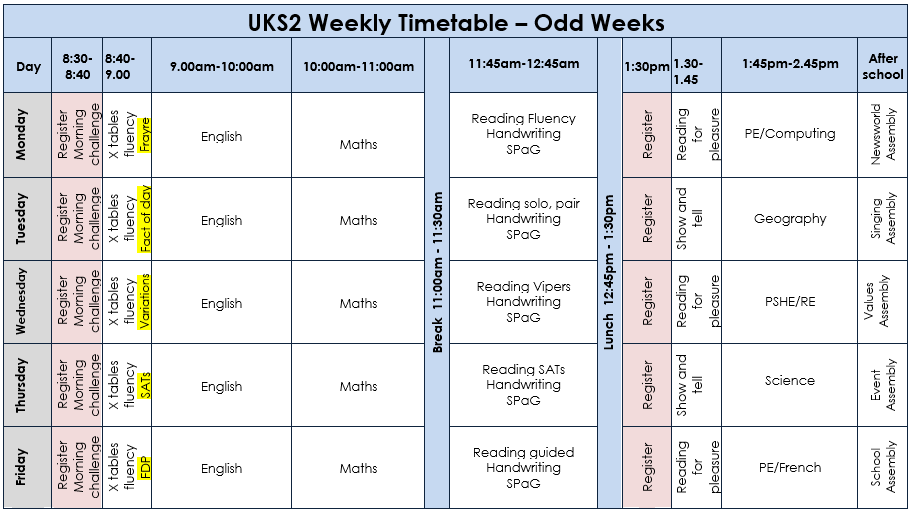 UKS2 Weekly Timetable – Odd Weeks
Day
8:30-
8:40
8:40-
9.00
9.00am-10:00am
10:00am-11:00am
11:45am-12:45am
1:30pm
1.30-
1.45
1:45pm-2.45pm
After
school
Monday
Register
Morning
challenge
X tables
fluency
Frayre
English
Maths
Break 11:00am - 11:30am
Reading Fluency
Handwriting
SPaG
Lunch 12:45pm - 1:30pm
Register
Reading
for
pleasure
PE/Computing
Newsworld
Assembly
Tuesday
Register
Morning
challenge
X tables
fluency
Fact of day
English
Maths
Reading solo, pair
Handwriting
SPaG
Register
Show and
tell
Geography
Singing
Assembly
Wednesday
Register
Morning
challenge
X tables
fluency
Variations
English
Maths
Reading Vipers
Handwriting
SPaG
Register
Reading
for
pleasure
PSHE/RE
Values
Assembly
Thursday
Register
Morning
challenge
X tables
fluency
SATs
English
Maths
Reading SATs
Handwriting
SPaG
Register
Show and
tell
Science
Event
Assembly
Friday
Register
Morning
challenge
X tables
fluency
FDP
English
Maths
Reading guided
Handwriting
SPaG
Register
Reading
for
pleasure
PE/French
School
Assembly